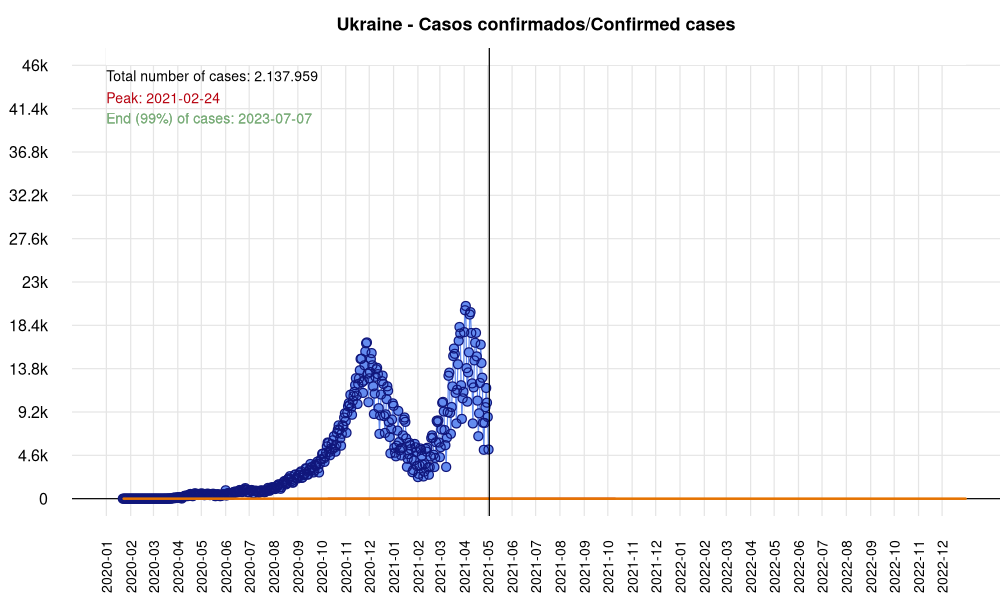 Ukraine - Casos confirmados/Confirmed cases
Total number of cases: 2.137.959
Peak: 2021-02-24
End (99%) of cases: 2023-07-07
46k
41.4k
36.8k
32.2k
27.6k
23k
18.4k
13.8k
9.2k
4.6k
0
2020-01
2020-02
2020-03
2020-04
2020-05
2020-06
2020-07
2020-08
2020-09
2020-10
2020-11
2020-12
2021-01
2021-02
2021-03
2021-04
2021-05
2021-06
2021-07
2021-08
2021-09
2021-10
2021-11
2021-12
2022-01
2022-02
2022-03
2022-04
2022-05
2022-06
2022-07
2022-08
2022-09
2022-10
2022-11
2022-12